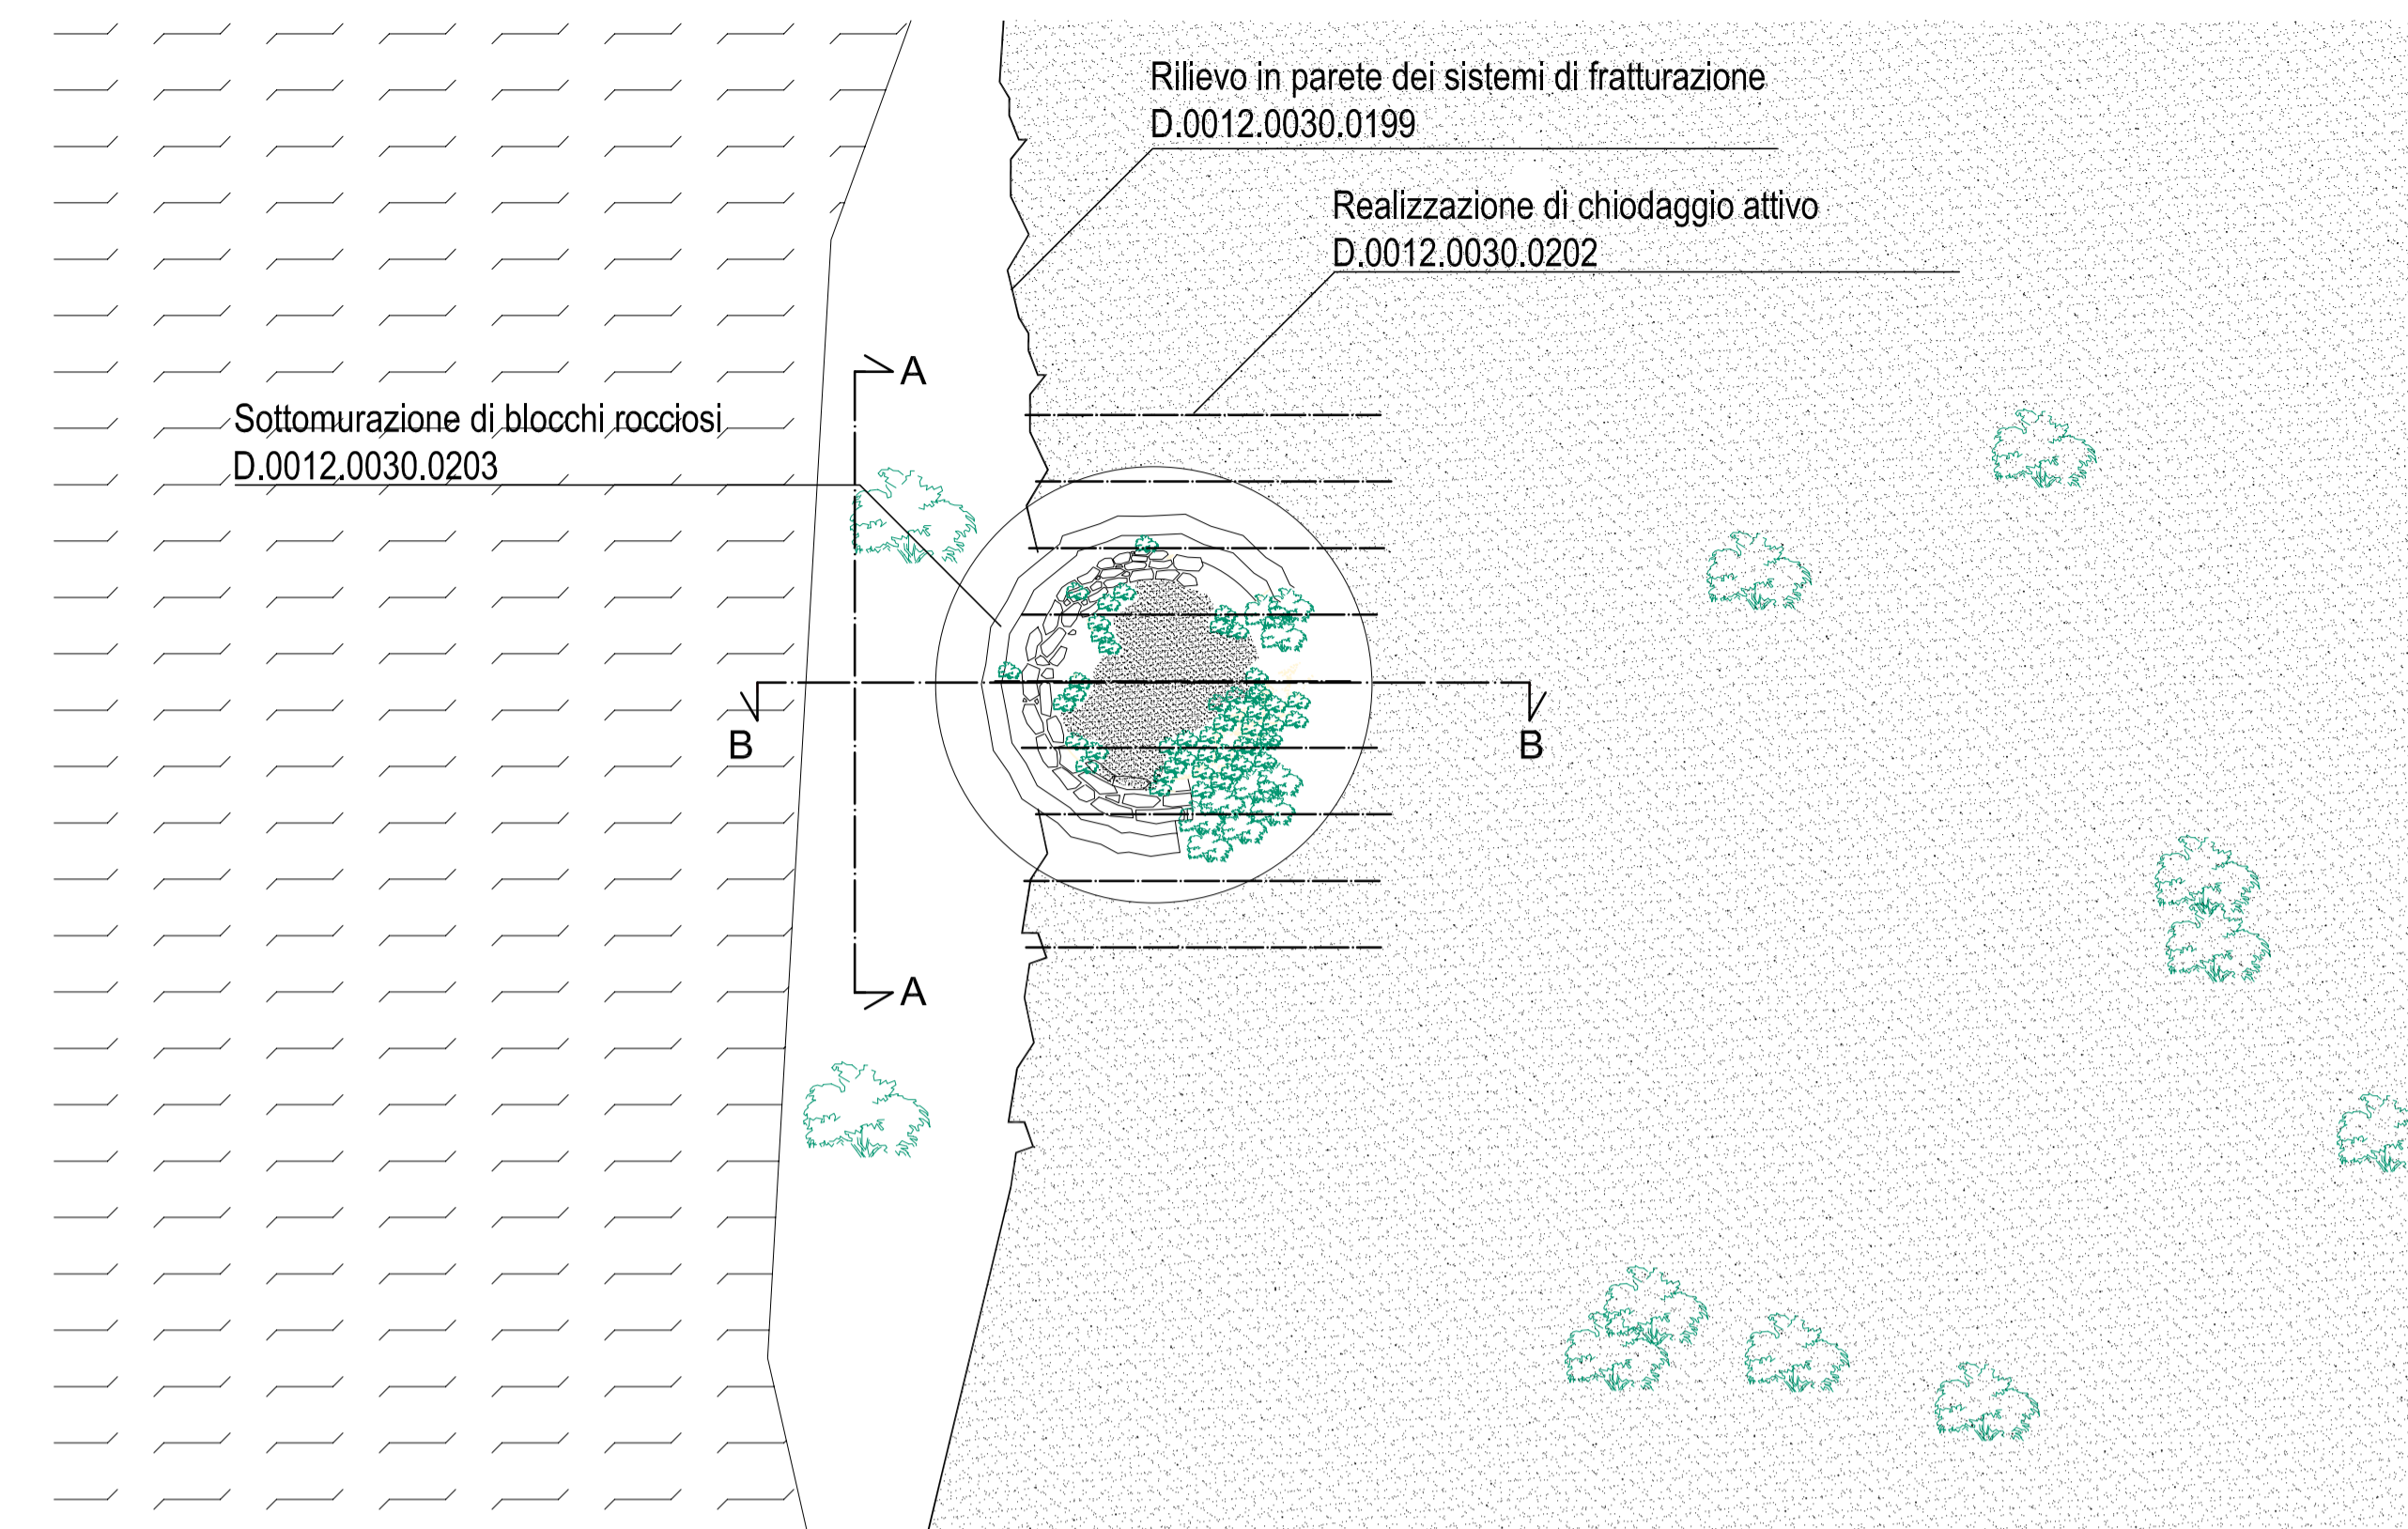 Rilievo in parete dei sistemi di fratturazione
D.0012.0030.0199
Realizzazione di chiodaggio attivo
D.0012.0030.0202
A
Sottomurazione di blocchi rocciosi
D.0012.0030.0203
B
B
A